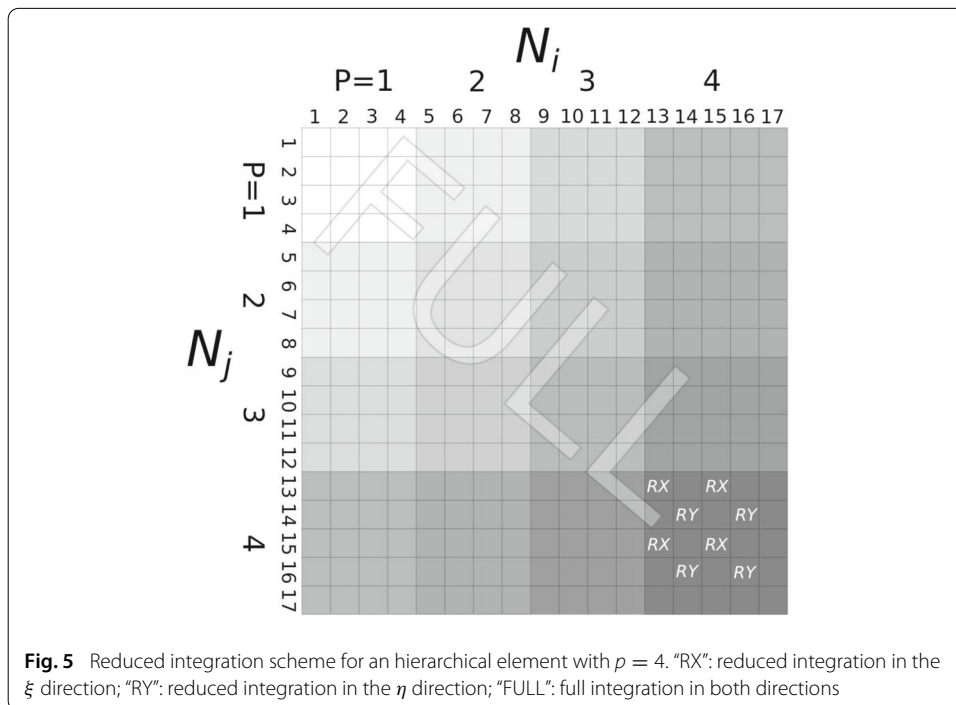 N_i
P=1 2 3 4
1 2 3 4 5 6 7 8 9 10 11 12 13 14 15 16 17
N_j
P=1
2
3
4
1
2
3
4
5
6
7
8
9
10
11
12
13
14
15
16
17
FULL
RX RX
RY RY
RX RX
RY RY
Fig. 5 Reduced integration scheme for an hierarchical element with p = 4. “RX”: reduced integration in the
ξ direction; “RY”: reduced integration in the η direction; “FULL”: full integration in both directions